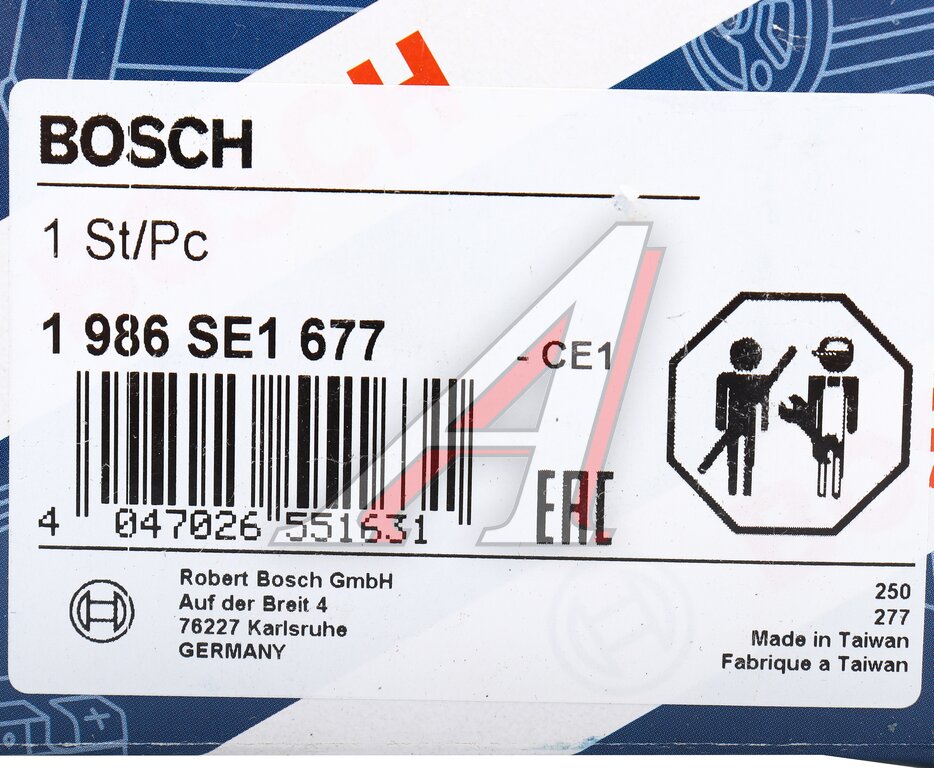 BOSCH
1 St/Pc
1 986 SE1 677
- CE1
4 047026 551631
EAC
Robert Bosch GmbH
Auf der Breit 4
76227 Karlsruhe
GERMANY
250
277
Made in Taiwan
Fabrique a Taiwan